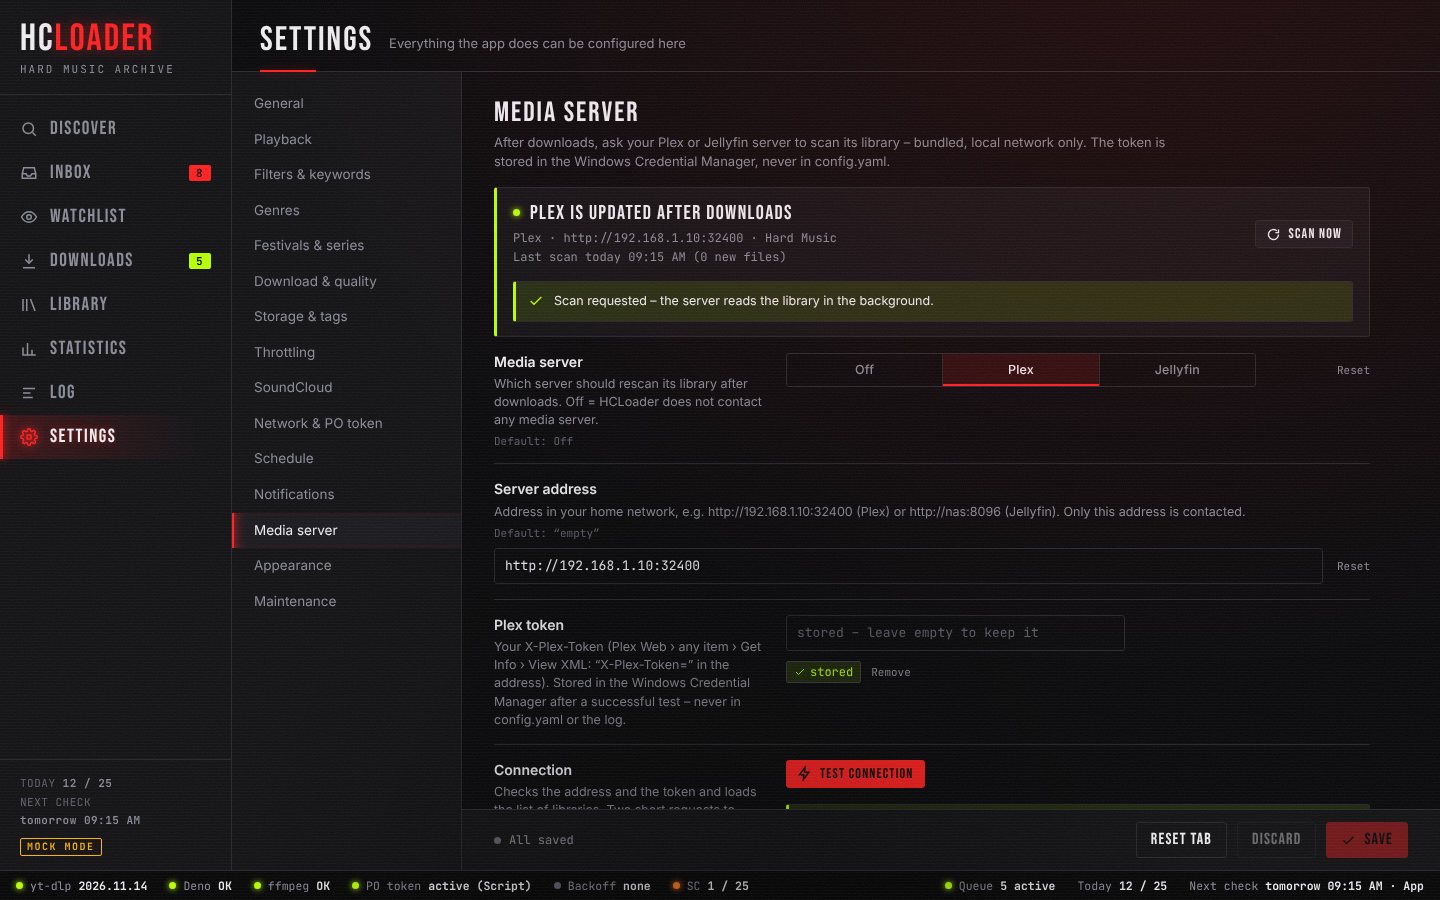 HCLOADER
HARD MUSIC ARCHIVE
DISCOVER
INBOX 8
WATCHLIST
DOWNLOADS 5
LIBRARY
STATISTICS
LOG
SETTINGS
TODAY 12 / 25
NEXT CHECK
tomorrow 09:15 AM
MOCK MODE
SETTINGS Everything the app does can be configured here
General
Playback
Filters & keywords
Genres
Festivals & series
Download & quality
Storage & tags
Throttling
SoundCloud
Network & PO token
Schedule
Notifications
Media server
Appearance
Maintenance
MEDIA SERVER
After downloads, ask your Plex or Jellyfin server to scan its library – bundled, local network only. The token is
stored in the Windows Credential Manager, never in config.yaml.
PLEX IS UPDATED AFTER DOWNLOADS
Plex · http://192.168.1.10:32400 · Hard Music
Last scan today 09:15 AM (0 new files)
SCAN NOW
Scan requested – the server reads the library in the background.
Media server
Which server should rescan its library after
downloads. Off = HCLoader does not contact
any media server.
Default: Off
Off Plex Jellyfin Reset
Server address
Address in your home network, e.g. http://192.168.1.10:32400 (Plex) or http://nas:8096 (Jellyfin). Only this address is contacted.
Default: “empty”
http://192.168.1.10:32400 Reset
Plex token
Your X-Plex-Token (Plex Web › any item › Get
Info › View XML: “X-Plex-Token=” in the
address). Stored in the Windows Credential
Manager after a successful test – never in
config.yaml or the log.
stored – leave empty to keep it
stored Remove
Connection
Checks the address and the token and loads
the list of libraries. Two short requests to
TEST CONNECTION
All saved
RESET TAB DISCARD SAVE
yt-dlp 2026.11.14 Deno OK ffmpeg OK PO token active (Script) Backoff none SC 1 / 25 Queue 5 active Today 12 / 25 Next check tomorrow 09:15 AM · App